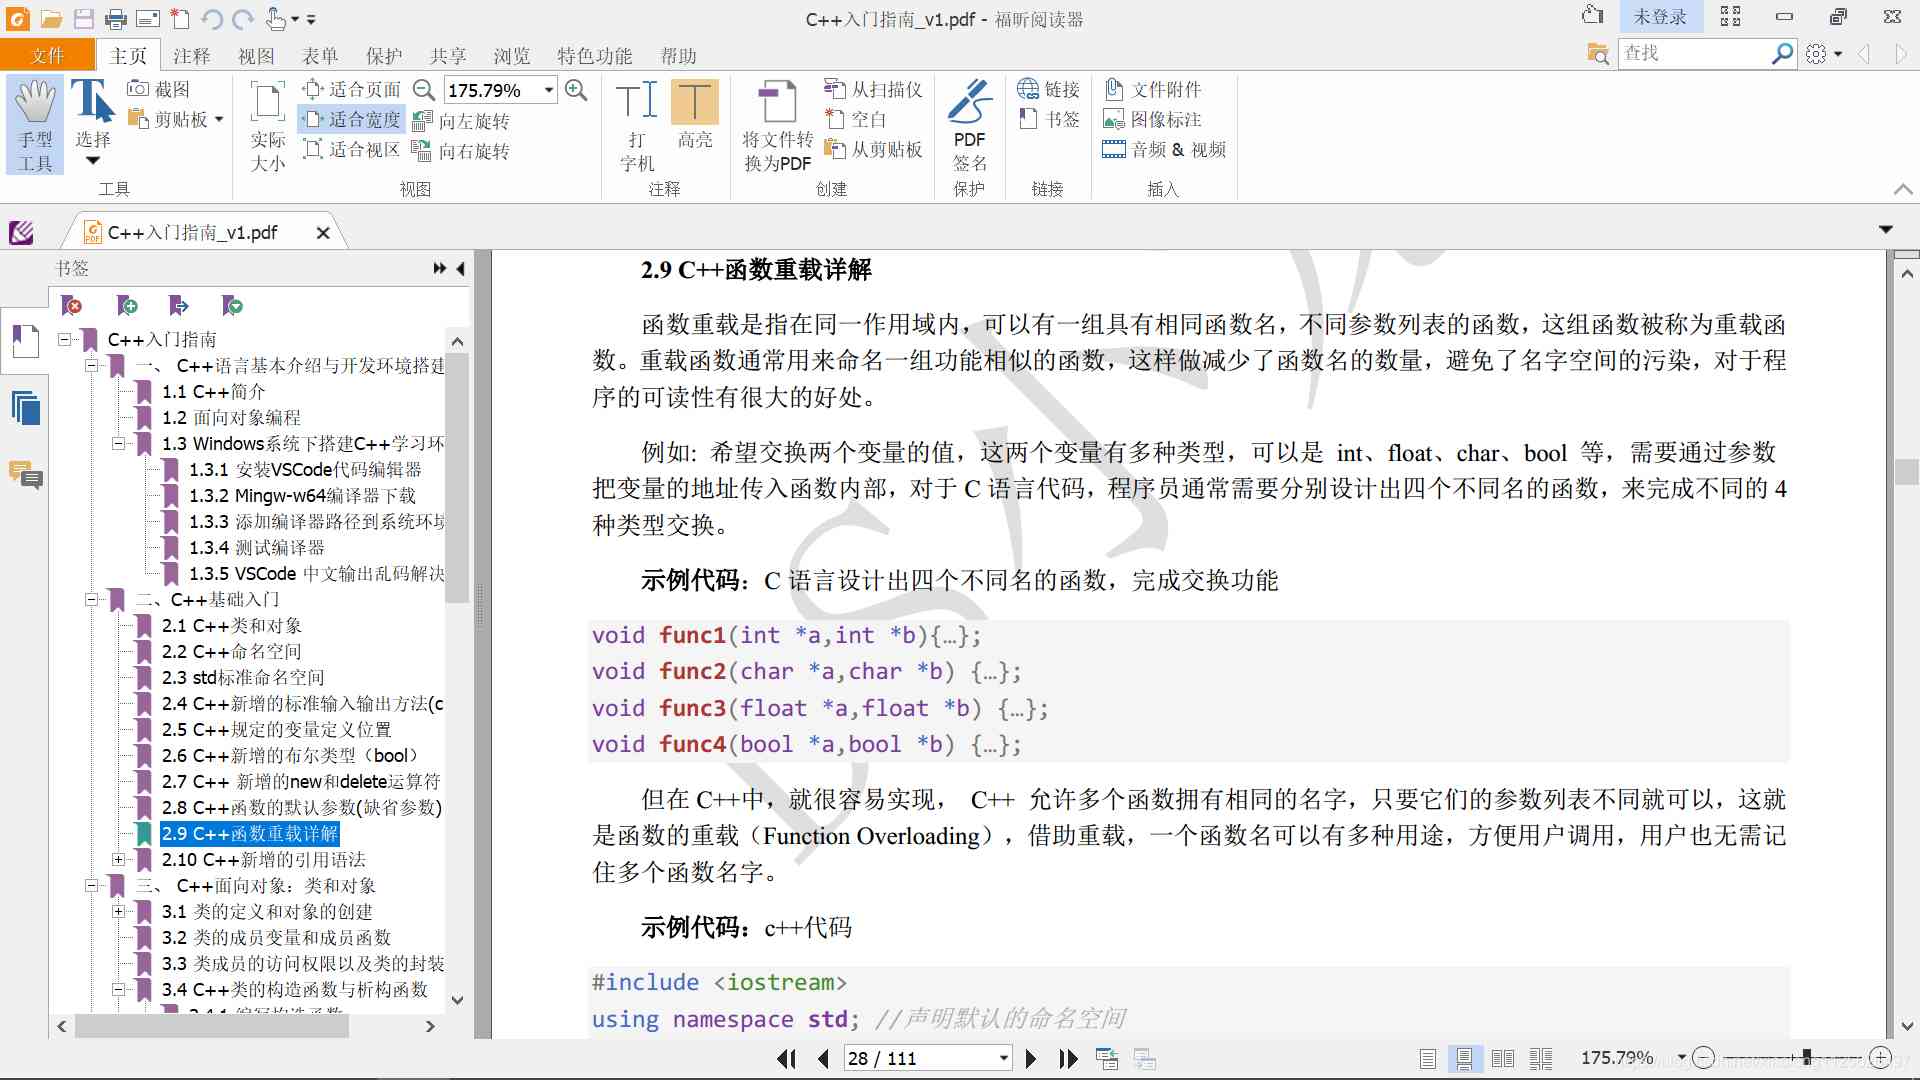 C++入门指南_v1.pdf - 福昕阅读器
未登录
文件 主页 注释 视图 表单 保护 共享 浏览 特色功能 帮助
查找
手型工具
选择
截图
剪贴板
工具
实际大小
适合页面
适合宽度
适合视区
175.79%
向左旋转
向右旋转
视图
打字机
高亮
注释
将文件转换为PDF
从扫描仪
空白
从剪贴板
创建
PDF签名
保护
链接
书签
链接
文件附件
图像标注
音频 & 视频
插入
C++入门指南_v1.pdf
书签
C++入门指南
一、 C++语言基本介绍与开发环境搭建
1.1 C++简介
1.2 面向对象编程
1.3 Windows系统下搭建C++学习环
1.3.1 安装VSCode代码编辑器
1.3.2 Mingw-w64编译器下载
1.3.3 添加编译器路径到系统环境
1.3.4 测试编译器
1.3.5 VSCode 中文输出乱码解决
二、C++基础入门
2.1 C++类和对象
2.2 C++命名空间
2.3 std标准命名空间
2.4 C++新增的标准输入输出方法(c
2.5 C++规定的变量定义位置
2.6 C++新增的布尔类型（bool）
2.7 C++ 新增的new和delete运算符
2.8 C++函数的默认参数(缺省参数)
2.9 C++函数重载详解
2.10 C++新增的引用语法
三、 C++面向对象：类和对象
3.1 类的定义和对象的创建
3.2 类的成员变量和成员函数
3.3 类成员的访问权限以及类的封装
3.4 C++类的构造函数与析构函数
2.9 C++函数重载详解
函数重载是指在同一作用域内，可以有一组具有相同函数名，不同参数列表的函数，这组函数被称为重载函
数。重载函数通常用来命名一组功能相似的函数，这样做减少了函数名的数量，避免了名字空间的污染，对于程
序的可读性有很大的好处。
例如: 希望交换两个变量的值，这两个变量有多种类型，可以是 int、float、char、bool 等，需要通过参数
把变量的地址传入函数内部，对于 C 语言代码，程序员通常需要分别设计出四个不同名的函数，来完成不同的 4
种类型交换。
示例代码：C 语言设计出四个不同名的函数，完成交换功能
void func1(int *a,int *b){…};
void func2(char *a,char *b) {…};
void func3(float *a,float *b) {…};
void func4(bool *a,bool *b) {…};
但在 C++中，就很容易实现， C++ 允许多个函数拥有相同的名字，只要它们的参数列表不同就可以，这就
是函数的重载（Function Overloading），借助重载，一个函数名可以有多种用途，方便用户调用，用户也无需记
住多个函数名字。
示例代码：c++代码
#include <iostream>
using namespace std; //声明默认的命名空间
28 / 111
175.79%